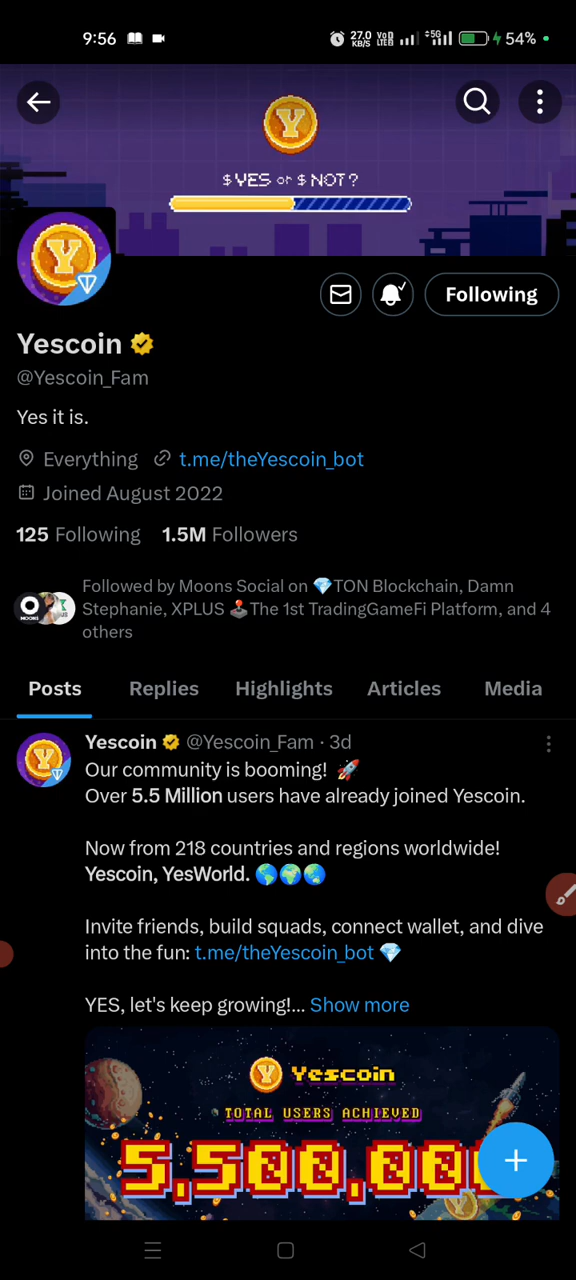 9:56
27.0 KB/S
VoD LTE
5G
54%
Y
$YES or $NOT?
Y
Following
Yescoin
@Yescoin_Fam
Yes it is.
Everything t.me/theYescoin_bot
Joined August 2022
125 Following 1.5M Followers
Followed by Moons Social on 💎TON Blockchain, Damn
Stephanie, XPLUS 🕹️The 1st TradingGameFi Platform, and 4
others
Posts Replies Highlights Articles Media
Yescoin @Yescoin_Fam · 3d
Our community is booming! 🚀
Over 5.5 Million users have already joined Yescoin.
Now from 218 countries and regions worldwide!
Yescoin, YesWorld. 🌎🌍🌏
Invite friends, build squads, connect wallet, and dive
into the fun: t.me/theYescoin_bot 💎
YES, let's keep growing!... Show more
Y Yescoin
TOTAL USERS ACHIEVED
5,500,000